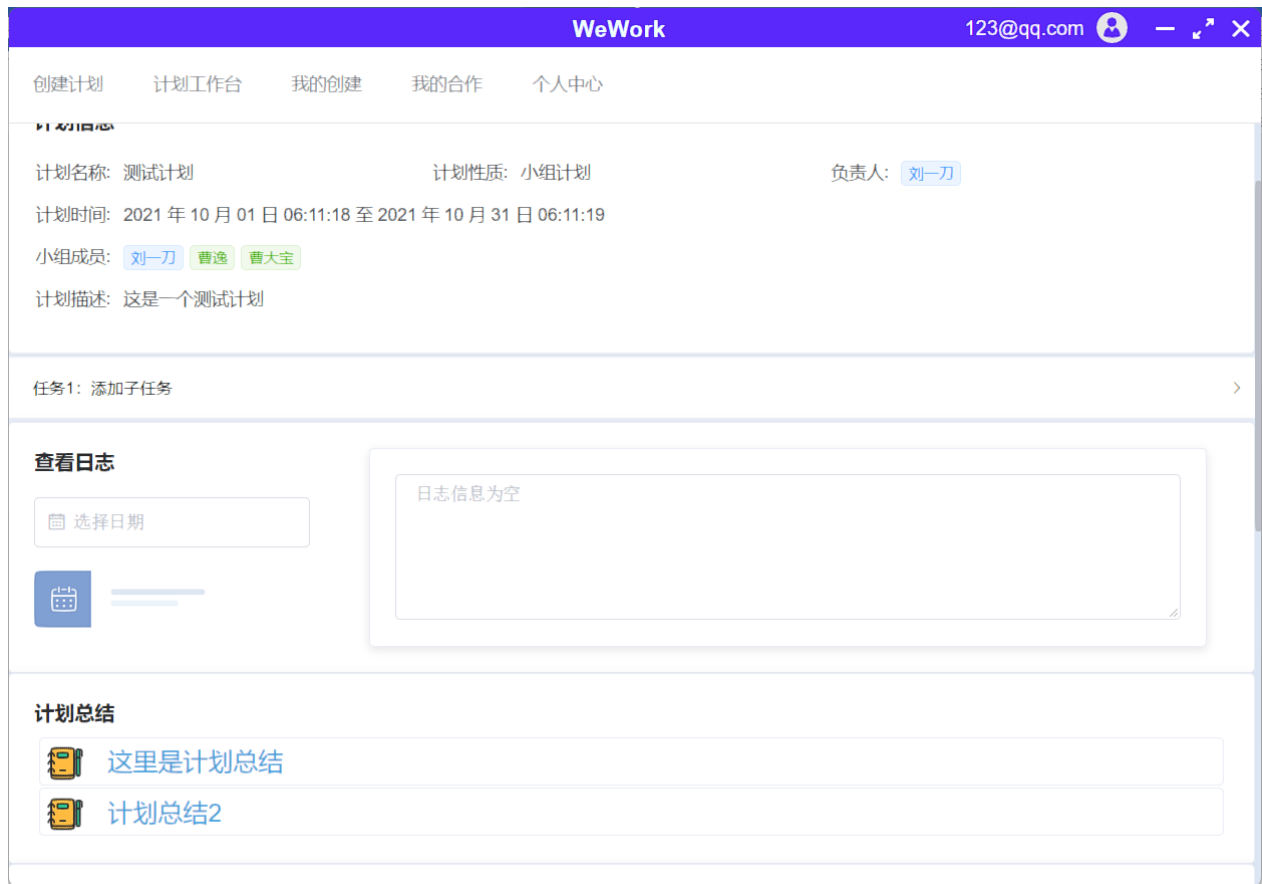 WeWork 123@qq.com
创建计划 计划工作台 我的创建 我的合作 个人中心
计划信息
计划名称: 测试计划 计划性质: 小组计划 负责人: 刘一刀
计划时间: 2021 年 10 月 01 日 06:11:18 至 2021 年 10 月 31 日 06:11:19
小组成员: 刘一刀 曹逸 曹大宝
计划描述: 这是一个测试计划
任务1：添加子任务
查看日志
日志信息为空
选择日期
计划总结
这里是计划总结
计划总结2